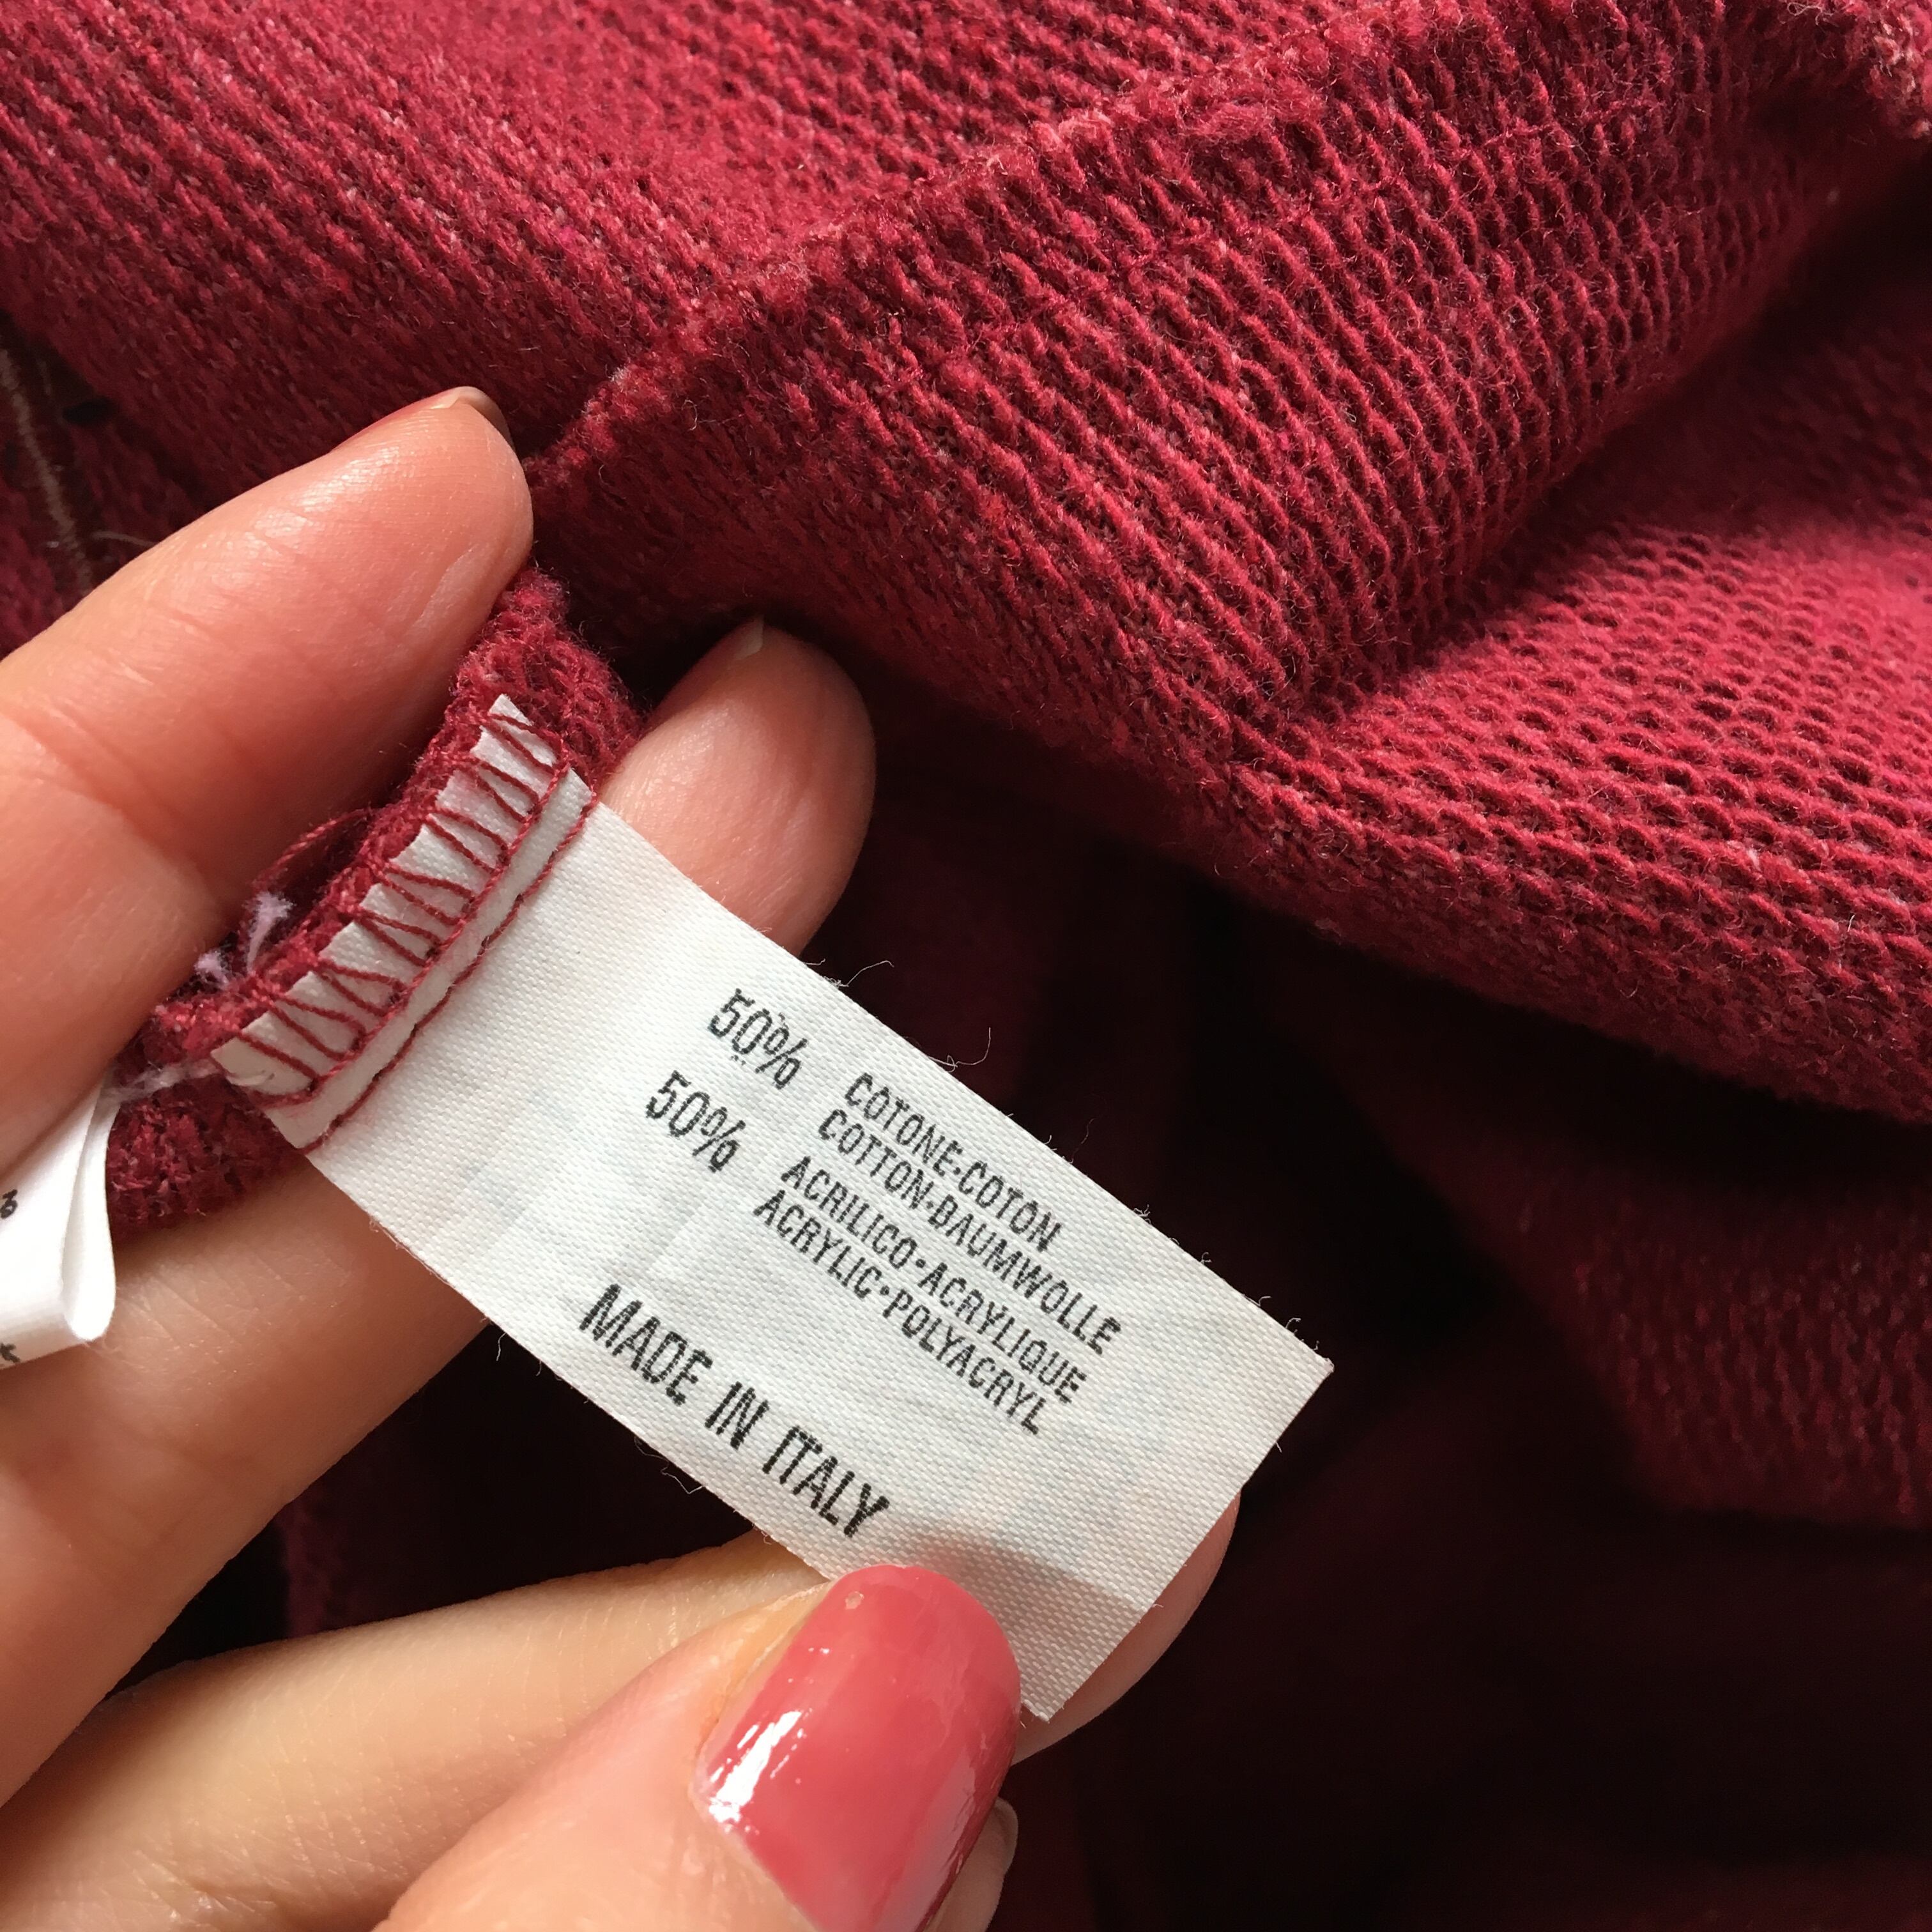 50% COTONE•COTON
COTTON•BAUMWOLLE
50% ACRILICO•ACRYLIQUE
ACRYLIC•POLYACRYL
MADE IN ITALY